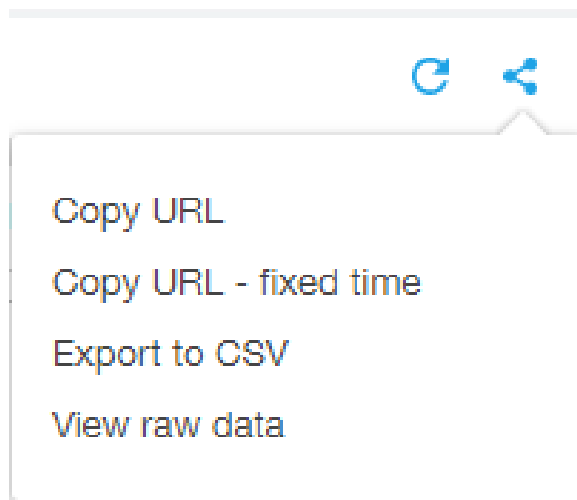 Copy URL
Copy URL - fixed time
Export to CSV
View raw data